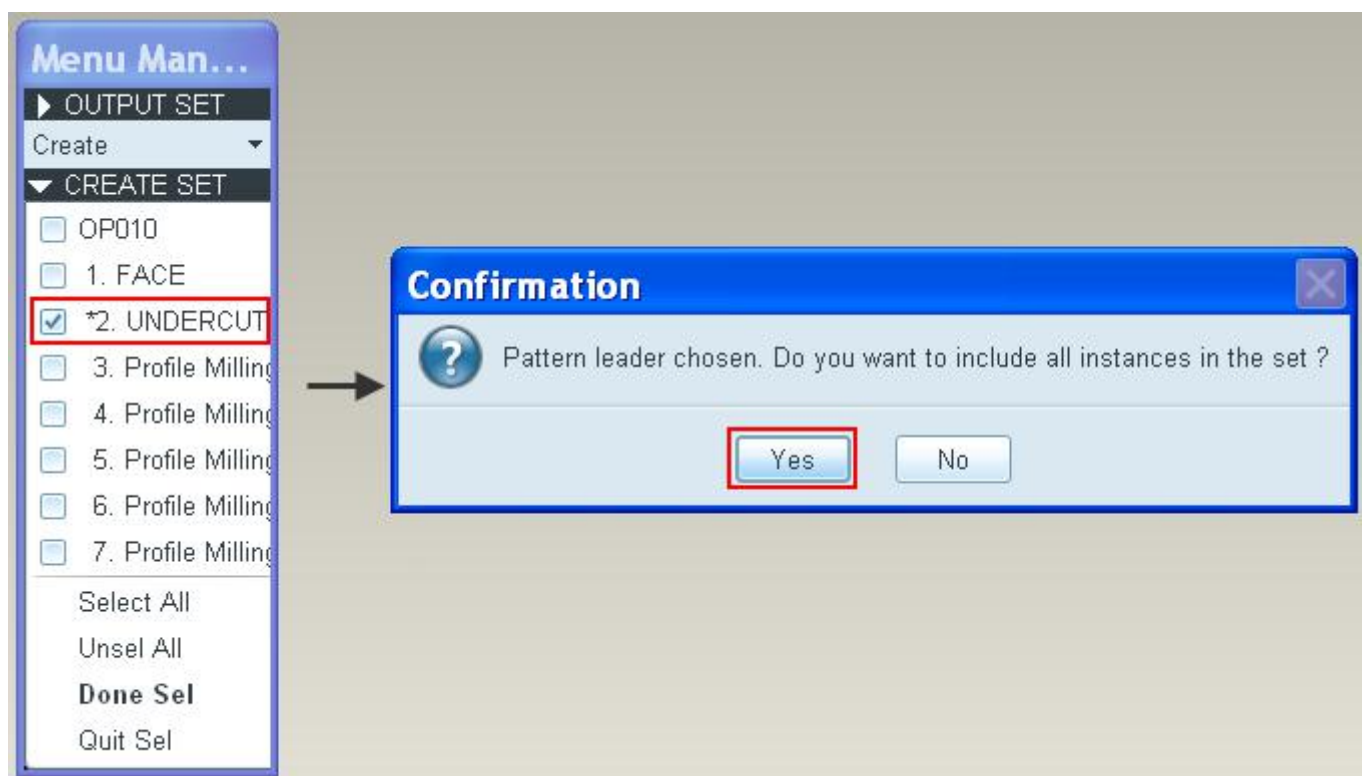 Menu Man...
OUTPUT SET
Create
CREATE SET
OP010
1. FACE
*2. UNDERCUT
3. Profile Milling
4. Profile Milling
5. Profile Milling
6. Profile Milling
7. Profile Milling
Select All
Unsel All
Done Sel
Quit Sel
Confirmation
Pattern leader chosen. Do you want to include all instances in the set ?
Yes No